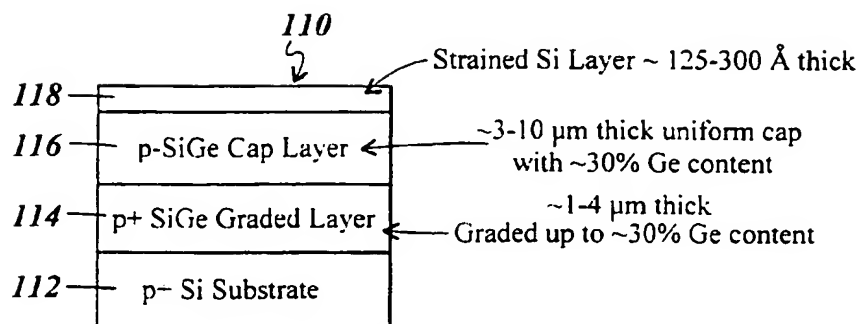 110
Strained Si Layer ~ 125-300 Å thick
118
116
p-SiGe Cap Layer
~3-10 µm thick uniform cap
with ~30% Ge content
114
p+ SiGe Graded Layer
~1-4 µm thick
Graded up to ~30% Ge content
112
p− Si Substrate